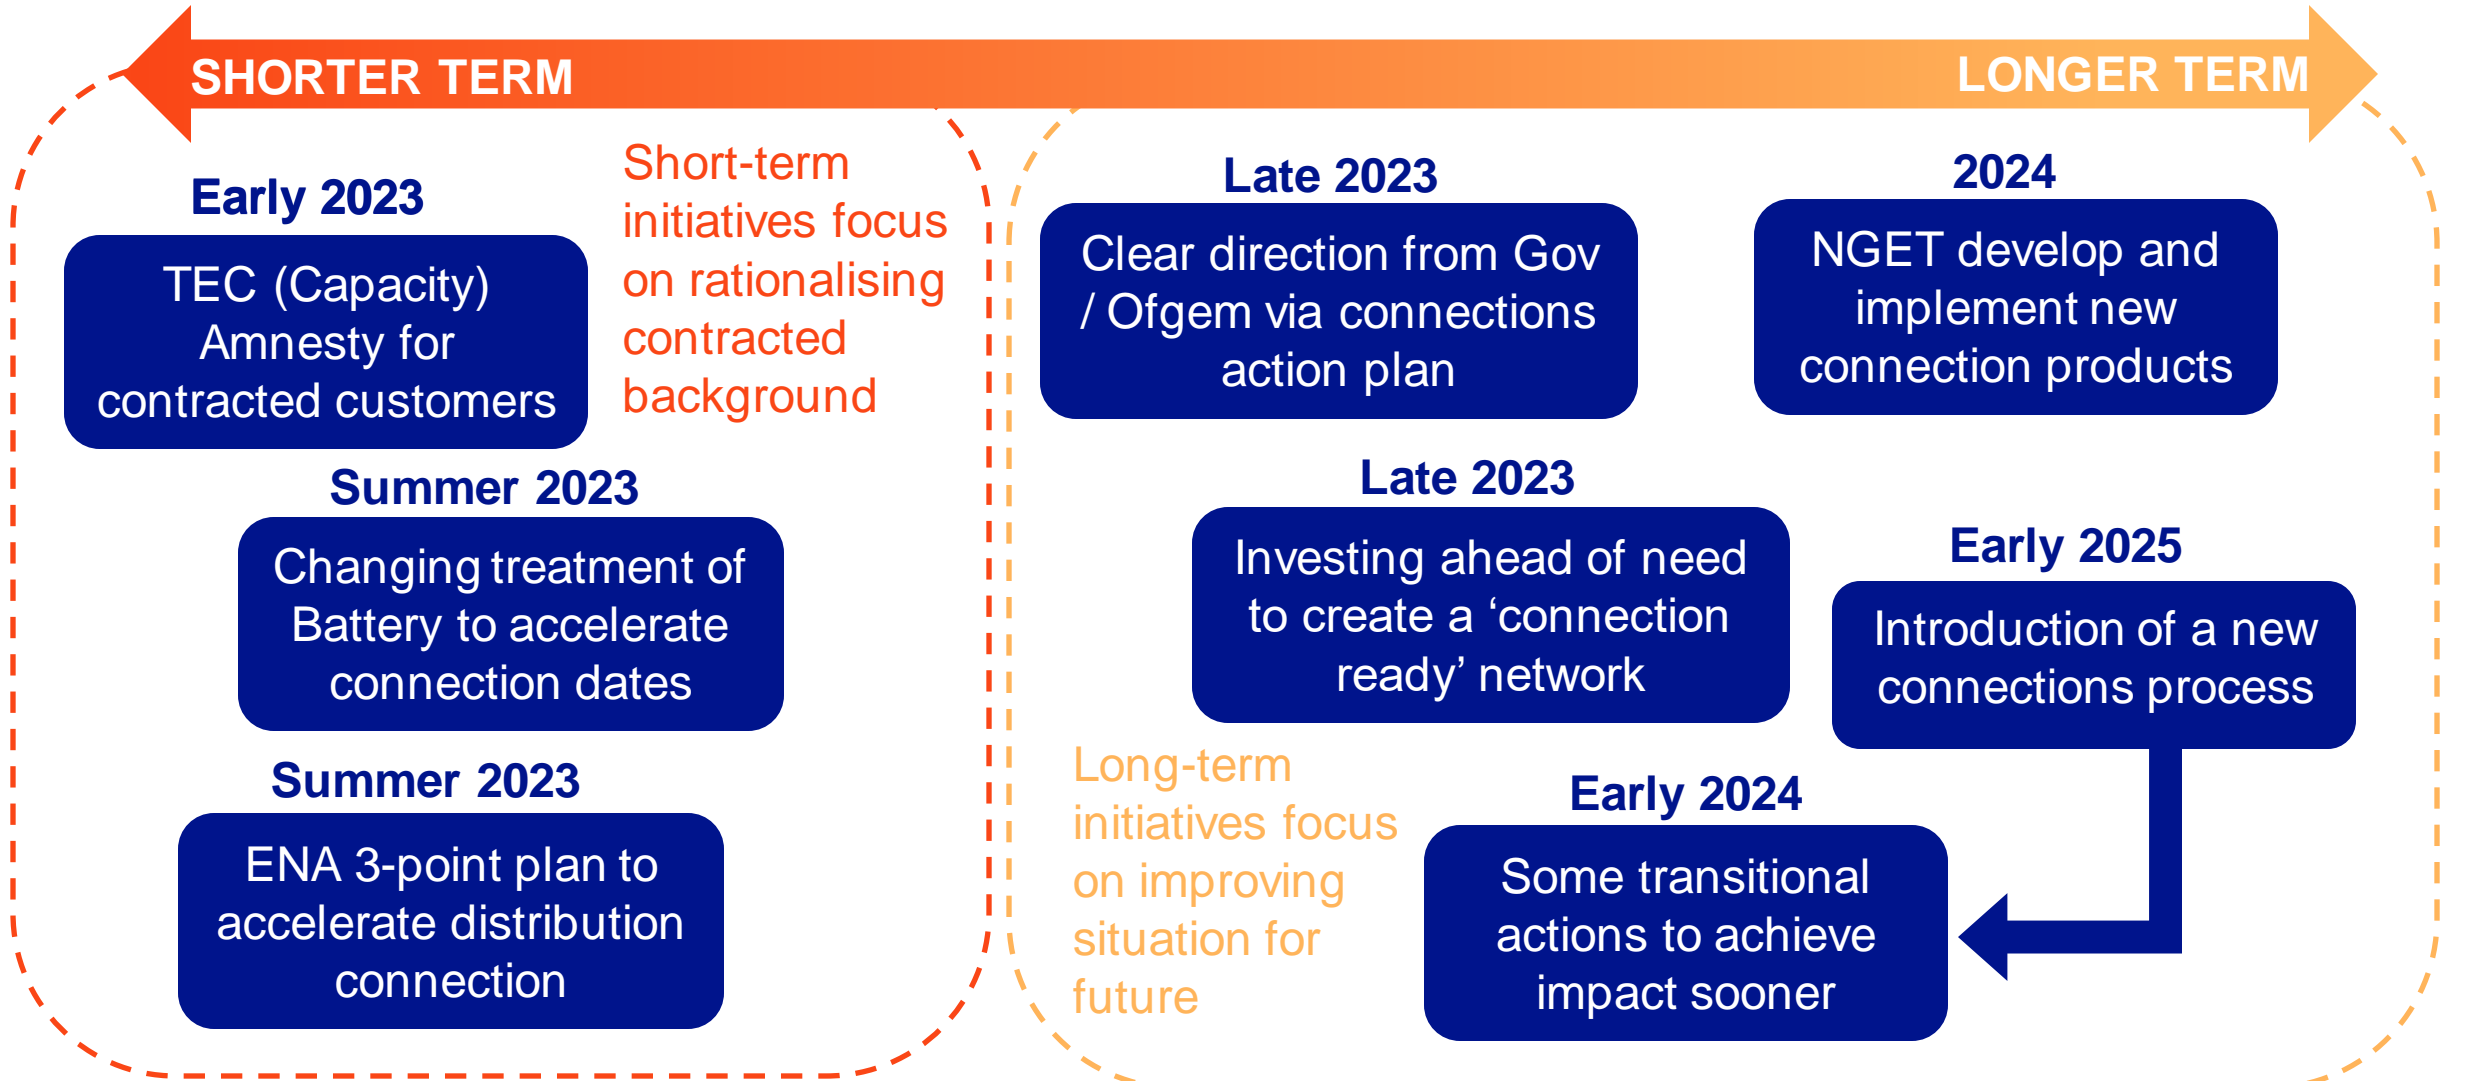 SHORTER TERM
LONGER TERM
Early 2023
TEC (Capacity)
Amnesty for
contracted customers
Short-term
initiatives focus
on rationalising
contracted
background
Summer 2023
Changing treatment of
Battery to accelerate
connection dates
Summer 2023
ENA 3-point plan to
accelerate distribution
connection
Late 2023
Clear direction from Gov
/ Ofgem via connections
action plan
2024
NGET develop and
implement new
connection products
Late 2023
Investing ahead of need
to create a ‘connection
ready’ network
Early 2025
Introduction of a new
connections process
Long-term
initiatives focus
on improving
situation for
future
Early 2024
Some transitional
actions to achieve
impact sooner